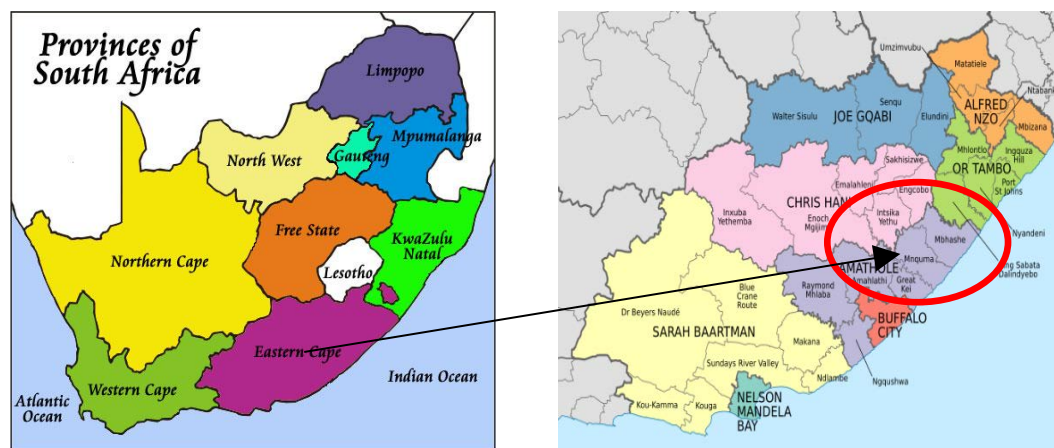 Provinces of
South Africa
Limpopo
Mpumalanga
North West
Gauteng
Free State
KwaZulu
Natal
Northern Cape
Lesotho
Eastern Cape
Western Cape
Indian Ocean
Atlantic
Ocean
Umzimvubu
Matatiele
ALFRED
NZO
Ntabank
Mbizana
Senqu
Walter Sisulu
JOE GQABI
Elundini
Mhlontlo
Ingquza
Hill
OR TAMBO
Port
St Johns
Sakhisizwe
Emalahleni
Engcobo
CHRIS HANI
Inxuba
Yethemba
Enoch
Mgijima
Intsika
Yethu
Mbhashe
Nyandeni
Mnquma
AMATHOLE
Amahlathi
Great
Kei
Sabata
Dalindyebo
Raymond
Mhlaba
Blue
Crane
Route
BUFFALO
CITY
Dr Beyers Naudé
SARAH BAARTMAN
Makana
Sundays River Valley
Ndlambe
Ngqushwa
Kou-Kamma
Kouga
NELSON
MANDELA
BAY